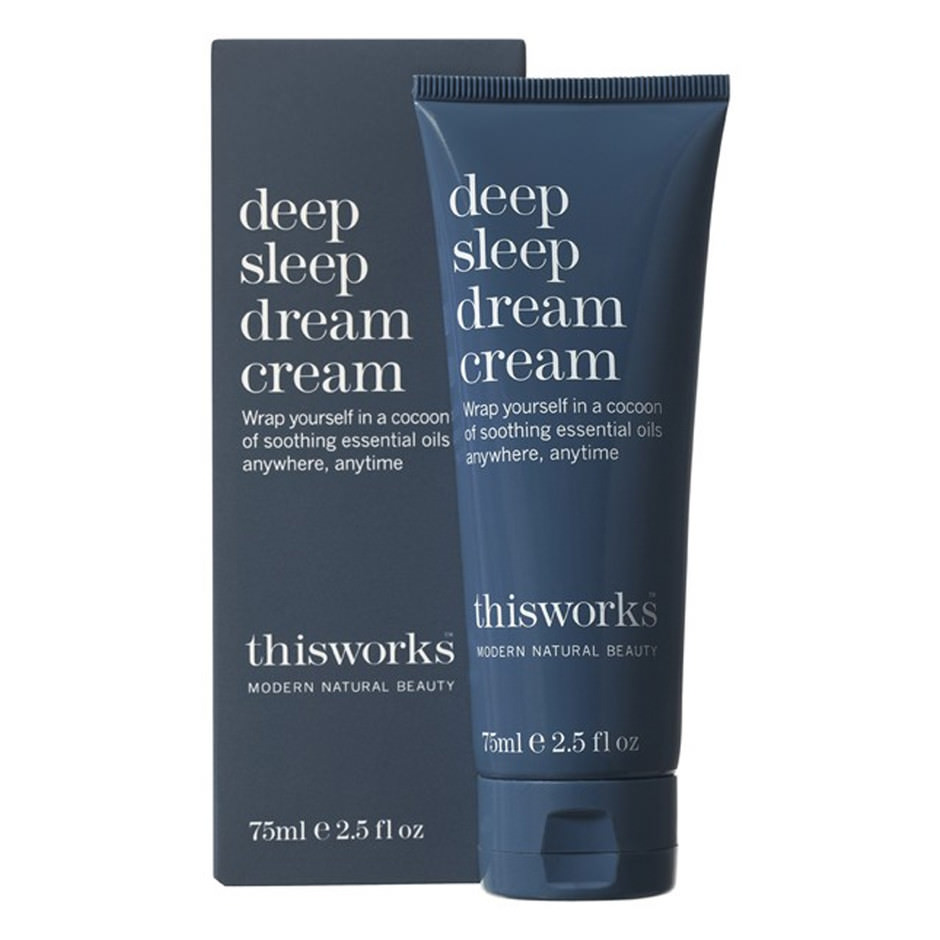 deep
sleep
dream
cream
Wrap yourself in a cocoon
of soothing essential oils
anywhere, anytime
thisworks™
MODERN NATURAL BEAUTY
75ml e 2.5 fl oz
deep
sleep
dream
cream
Wrap yourself in a cocoon
of soothing essential oils
anywhere, anytime
thisworks™
MODERN NATURAL BEAUTY
75ml e 2.5 fl oz